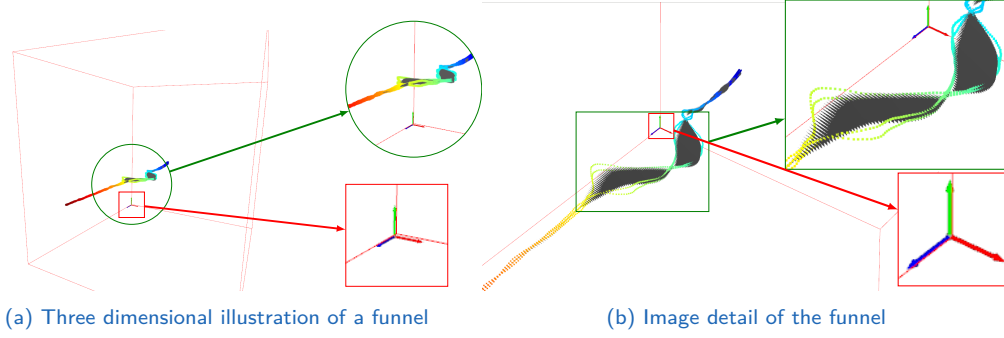 (a) Three dimensional illustration of a funnel
(b) Image detail of the funnel